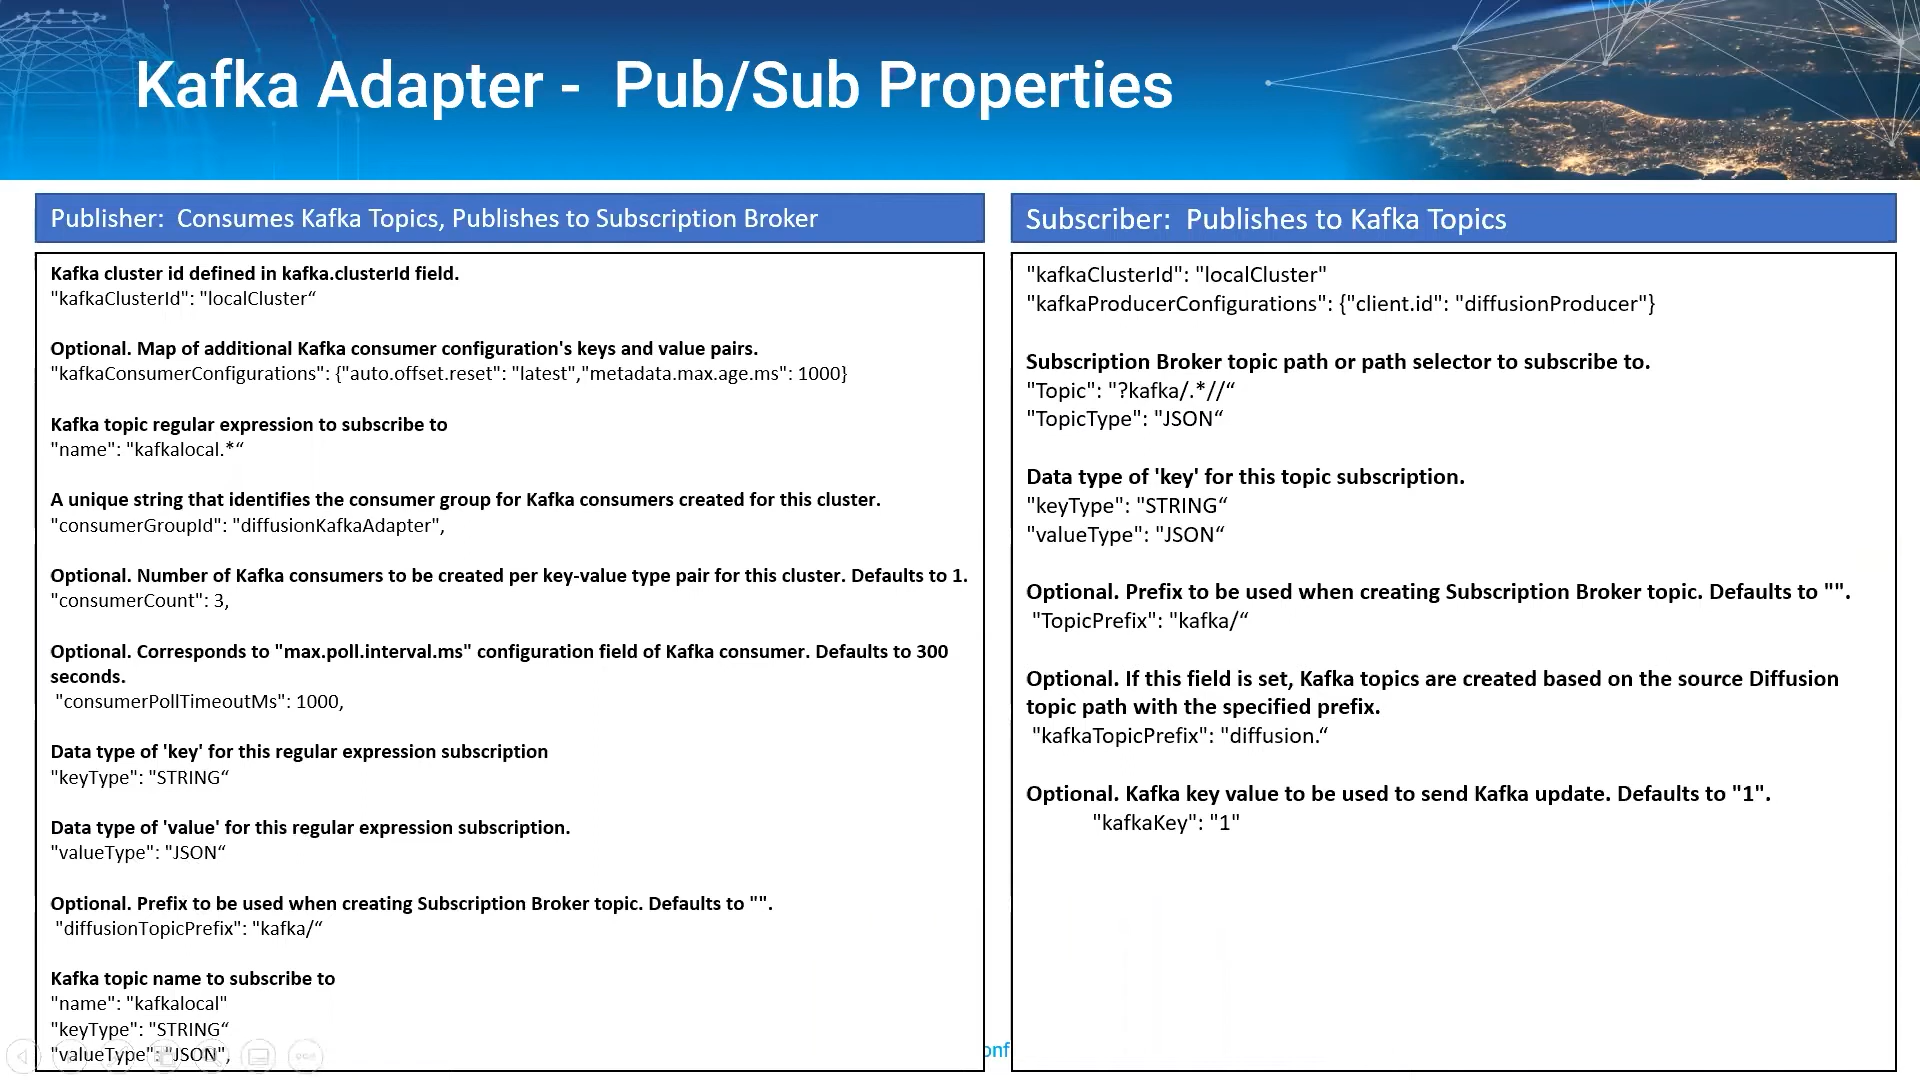 Kafka Adapter - Pub/Sub Properties
Publisher: Consumes Kafka Topics, Publishes to Subscription Broker
Kafka cluster id defined in kafka.clusterId field.
"kafkaClusterId": "localCluster“
Optional. Map of additional Kafka consumer configuration's keys and value pairs.
"kafkaConsumerConfigurations": {"auto.offset.reset": "latest","metadata.max.age.ms": 1000}
Kafka topic regular expression to subscribe to
"name": "kafkalocal.*“
A unique string that identifies the consumer group for Kafka consumers created for this cluster.
"consumerGroupId": "diffusionKafkaAdapter",
Optional. Number of Kafka consumers to be created per key-value type pair for this cluster. Defaults to 1.
"consumerCount": 3,
Optional. Corresponds to "max.poll.interval.ms" configuration field of Kafka consumer. Defaults to 300
seconds.
"consumerPollTimeoutMs": 1000,
Data type of 'key' for this regular expression subscription
"keyType": "STRING“
Data type of 'value' for this regular expression subscription.
"valueType": "JSON“
Optional. Prefix to be used when creating Subscription Broker topic. Defaults to "".
"diffusionTopicPrefix": "kafka/“
Kafka topic name to subscribe to
"name": "kafkalocal"
"keyType": "STRING“
"valueType": "JSON",
Subscriber: Publishes to Kafka Topics
"kafkaClusterId": "localCluster"
"kafkaProducerConfigurations": {"client.id": "diffusionProducer"}
Subscription Broker topic path or path selector to subscribe to.
"Topic": "?kafka/.*//“
"TopicType": "JSON“
Data type of 'key' for this topic subscription.
"keyType": "STRING“
"valueType": "JSON“
Optional. Prefix to be used when creating Subscription Broker topic. Defaults to "".
"TopicPrefix": "kafka/“
Optional. If this field is set, Kafka topics are created based on the source Diffusion
topic path with the specified prefix.
"kafkaTopicPrefix": "diffusion.“
Optional. Kafka key value to be used to send Kafka update. Defaults to "1".
"kafkaKey": "1"